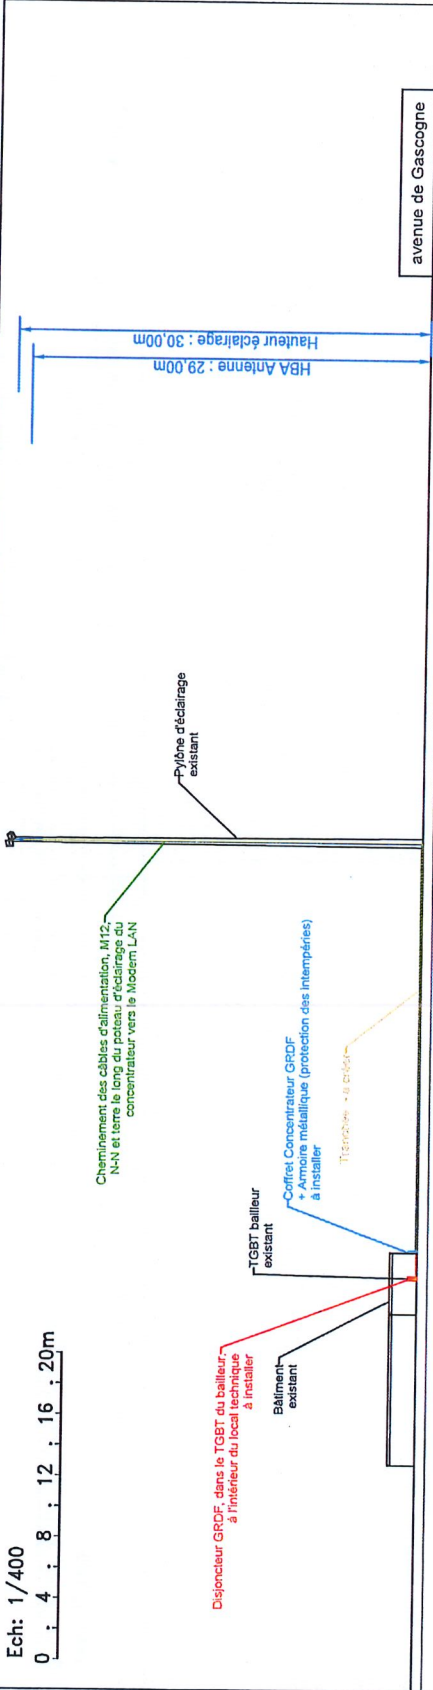 Ech: 1/400
0 . 4 . 8 . 12 . 16 . 20m
Cheminement des câbles d'alimentation, M12,
N-N et terre le long du poteau d'éclairage du
concentrateur vers le Modem LAN
Pylône d'éclairage
existant
HBA Antenne : 29,00m
Hauteur éclairage : 30,00m
Disjoncteur GRDF, dans le TGBT du bailleur,
à l'intérieur du local technique
à installer
TGBT bailleur
existant
Bâtiment
existant
Coffret Concentrateur GRDF
+ Armoire métallique (protection des intempéries)
à installer
Tranchée à créer
avenue de Gascogne